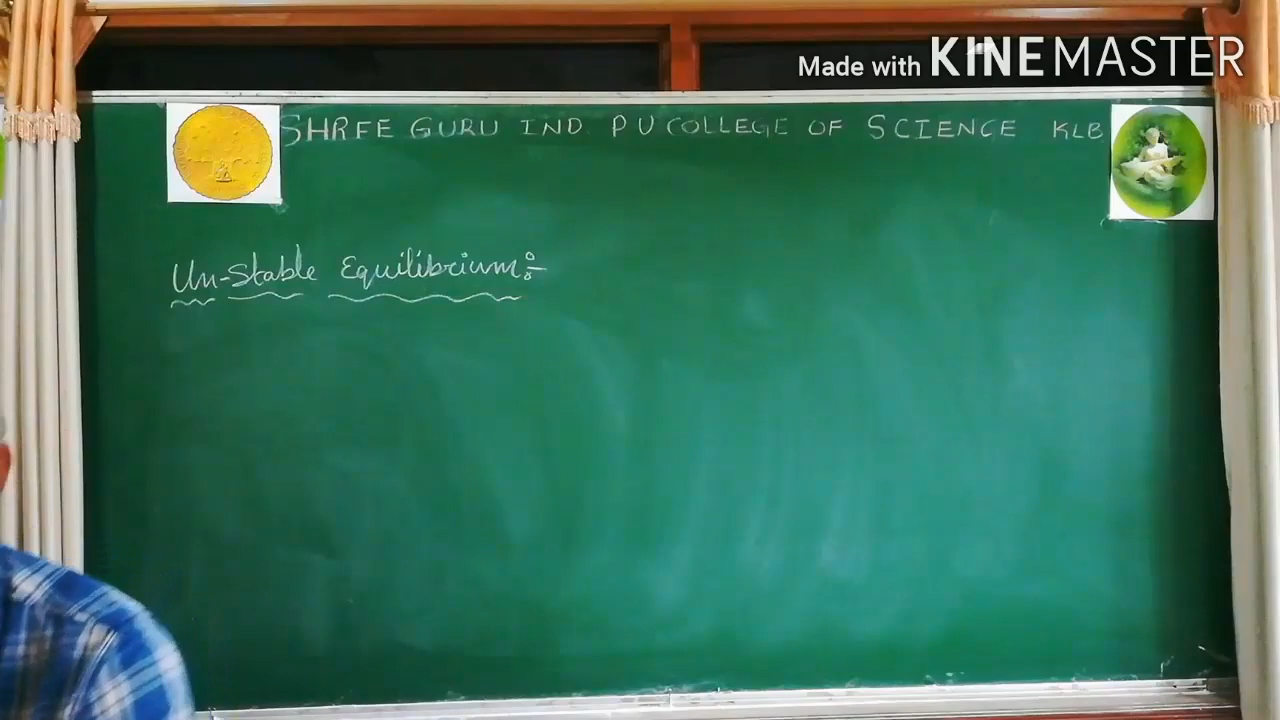 Made with KINEMASTER
SHREE GURU IND. PU COLLEGE OF SCIENCE KLB
Un-Stable Equilibrium:-